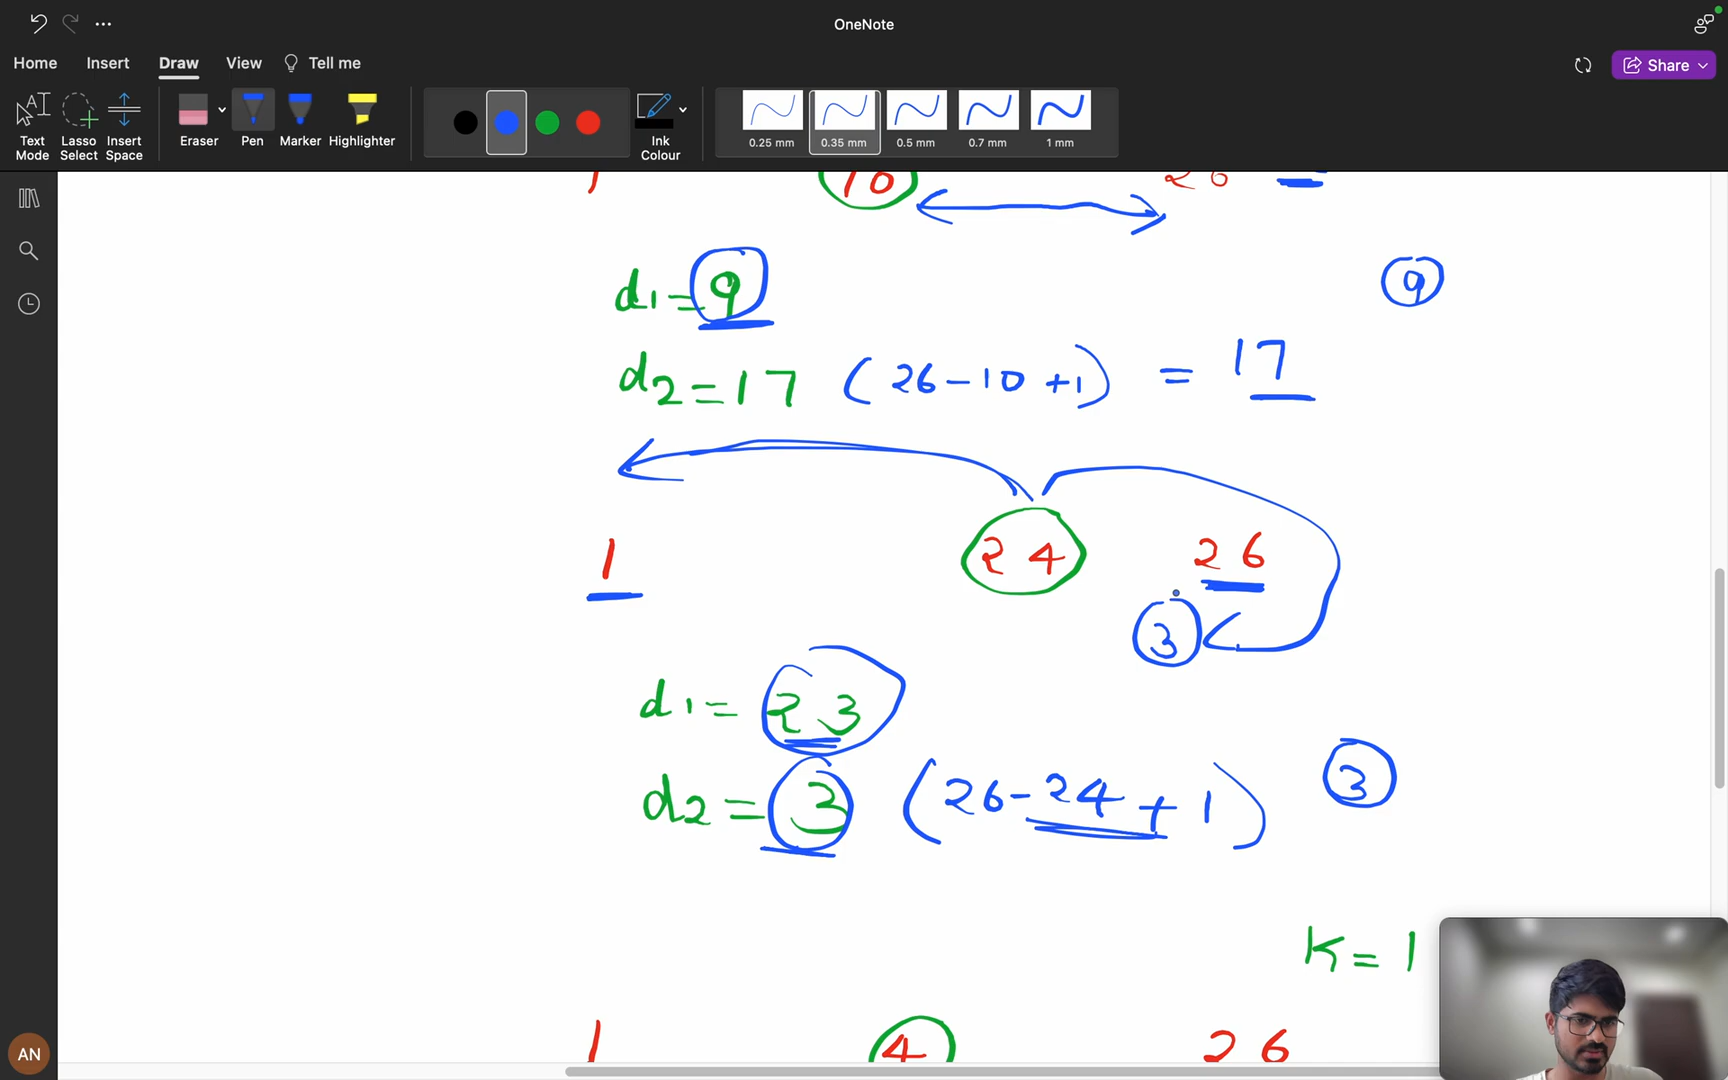 OneNote
Home Insert Draw View Tell me
Share
Text Mode
Lasso Select
Insert Space
Eraser
Pen
Marker
Highlighter
Ink Colour
0.25 mm
0.35 mm
0.5 mm
0.7 mm
1 mm
1 10 26
d1 = 9
9
d2 = 17 (26 - 10 + 1) = 17
1 24 26
3
d1 = 23
d2 = 3 (26 - 24 + 1) 3
K = 1
1 4 26
AN